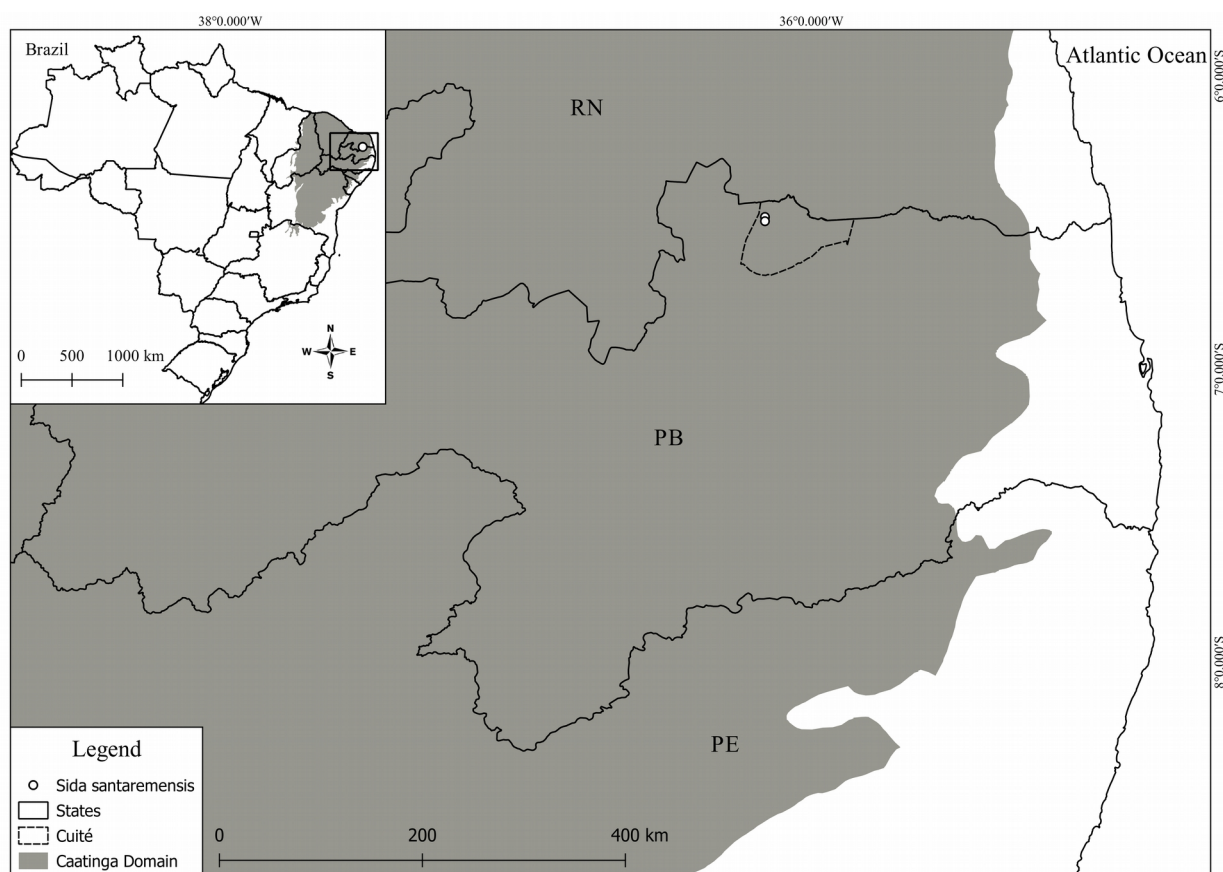 38°0.000'W
36°0.000'W
Brazil
Atlantic Ocean
6°0.000'S
RN
N
W E
S
0 500 1000 km
7°0.000'S
PB
8°0.000'S
PE
Legend
Sida santaremensis
States
Cuité
Caatinga Domain
0 200 400 km